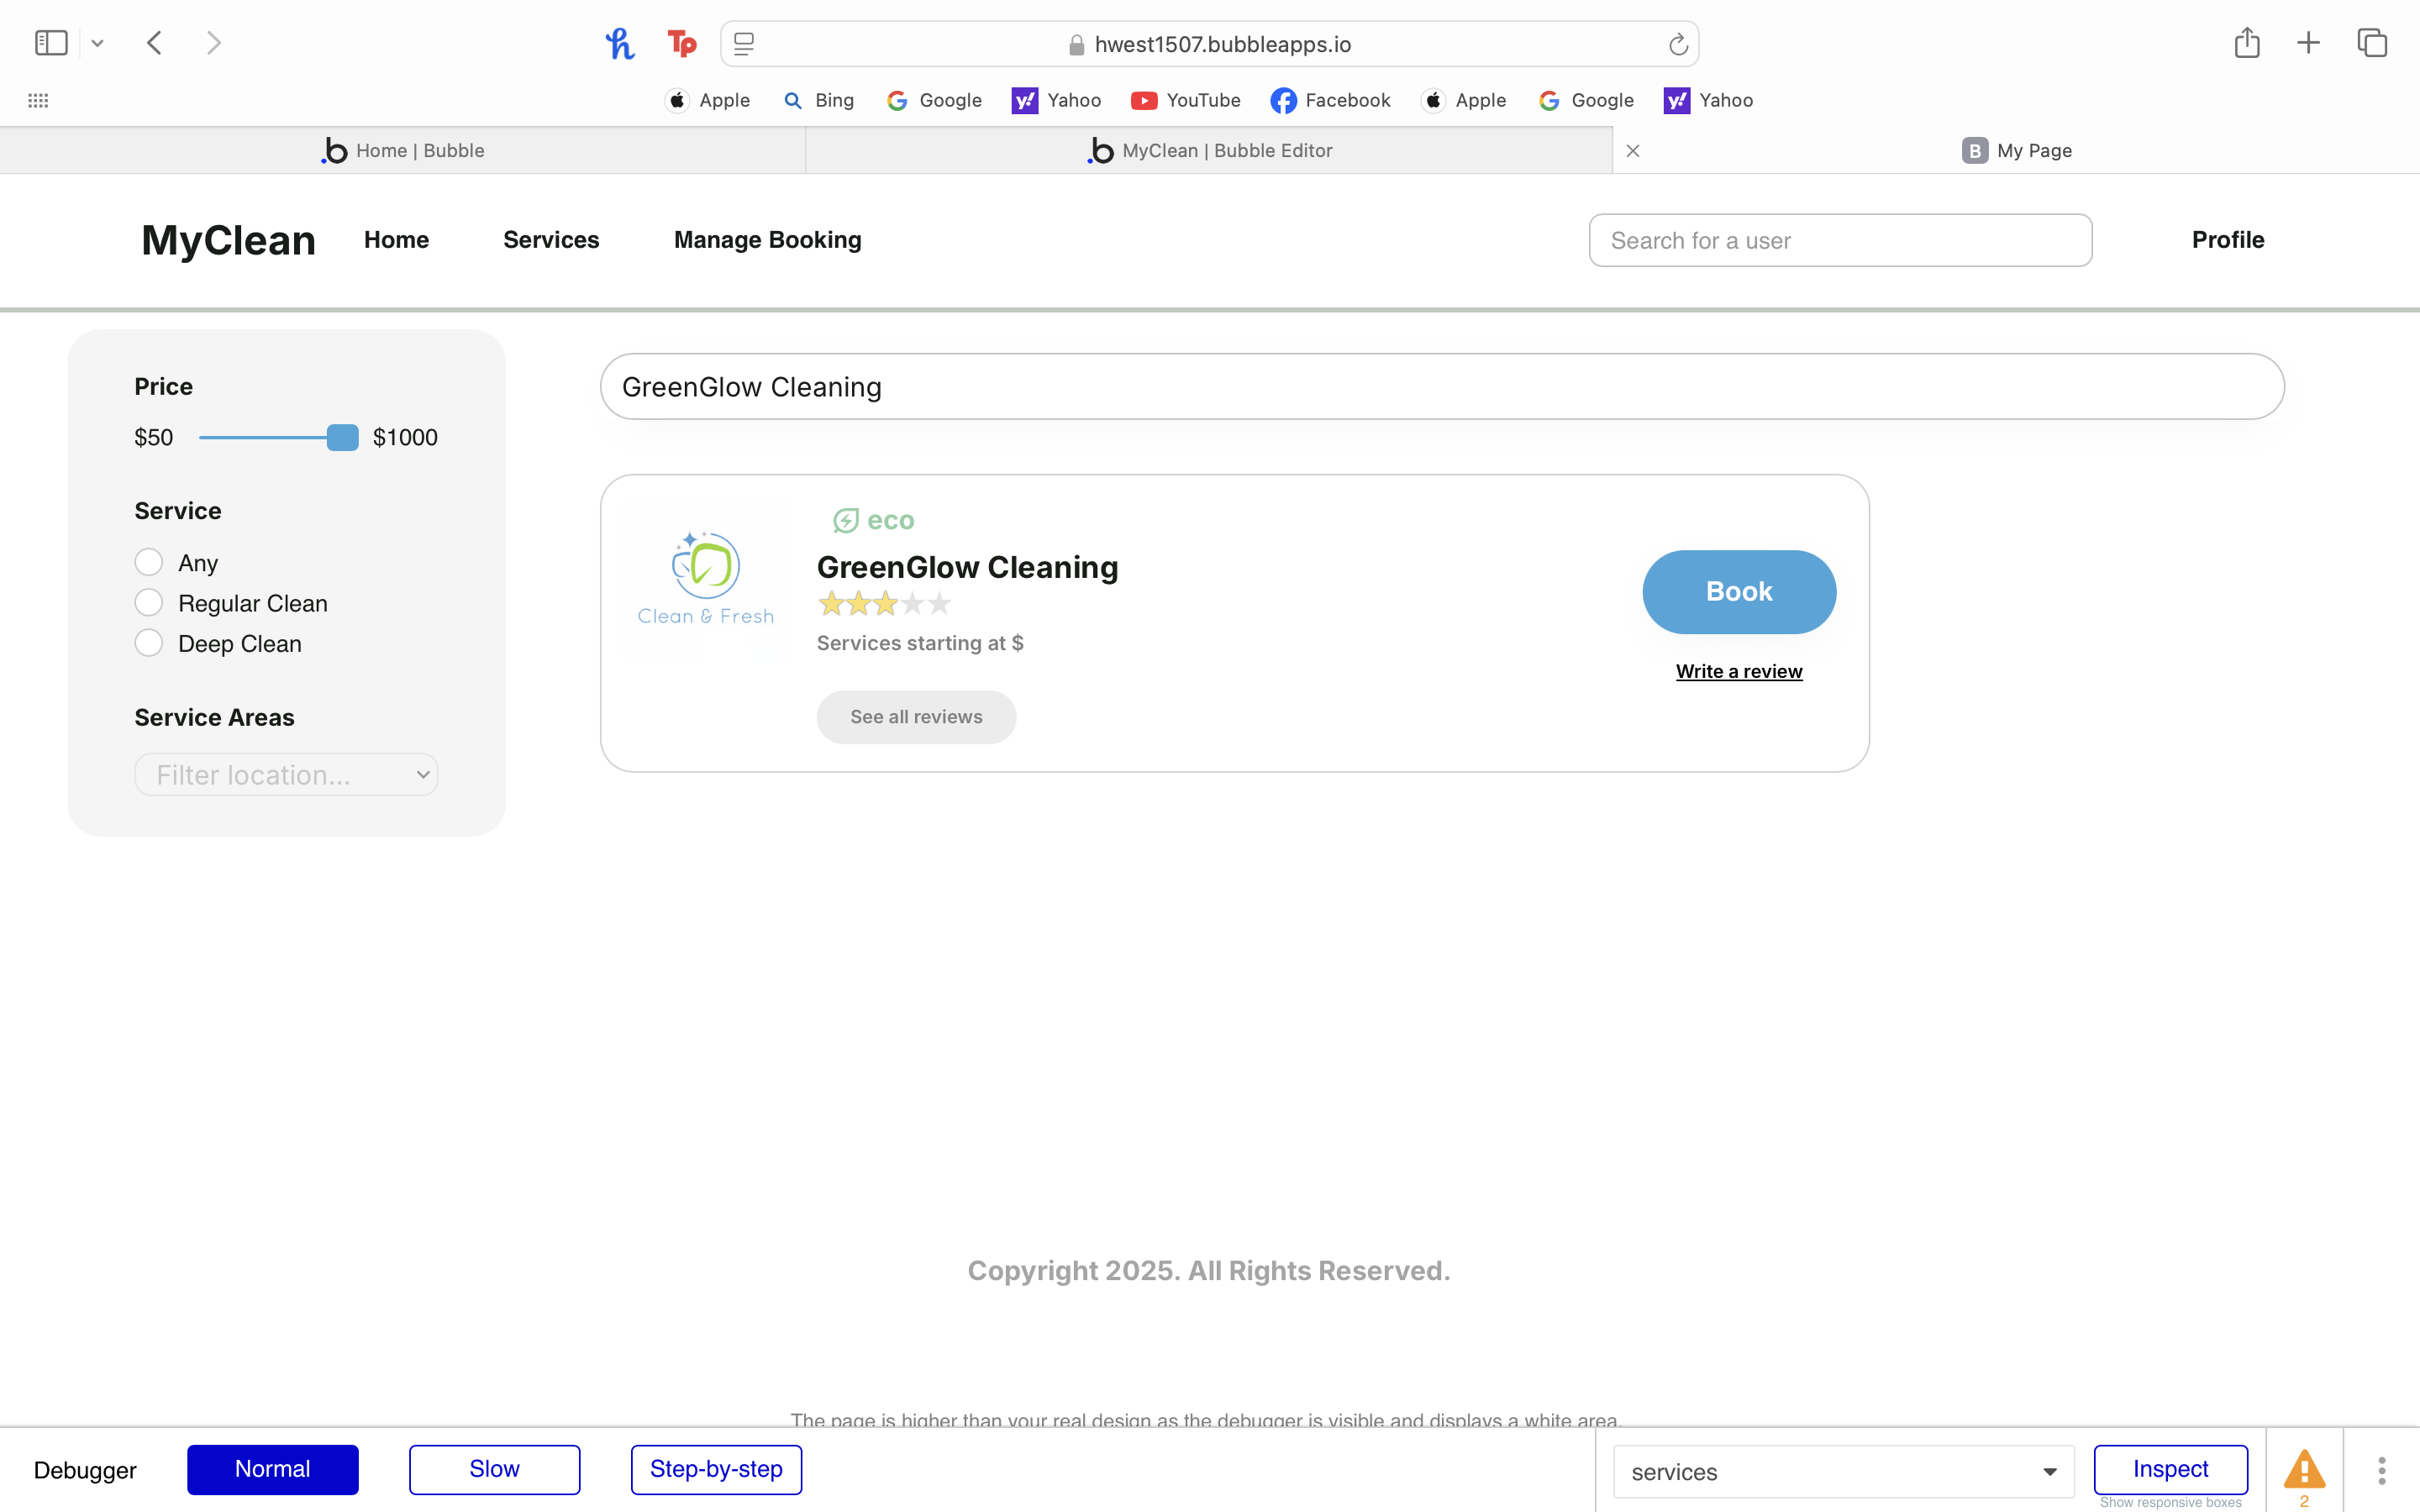 hwest1507.bubbleapps.io
Apple Bing Google Yahoo YouTube Facebook Apple Google Yahoo
Home | Bubble MyClean | Bubble Editor B My Page
MyClean Home Services Manage Booking Search for a user Profile
Price
$50 $1000
Service
Any
Regular Clean
Deep Clean
Service Areas
Filter location...
GreenGlow Cleaning
Clean & Fresh
eco
GreenGlow Cleaning
Services starting at $
See all reviews
Book
Write a review
Copyright 2025. All Rights Reserved.
The page is higher than your real design as the debugger is visible and displays a white area.
Debugger Normal Slow Step-by-step services Inspect
Show responsive boxes 2